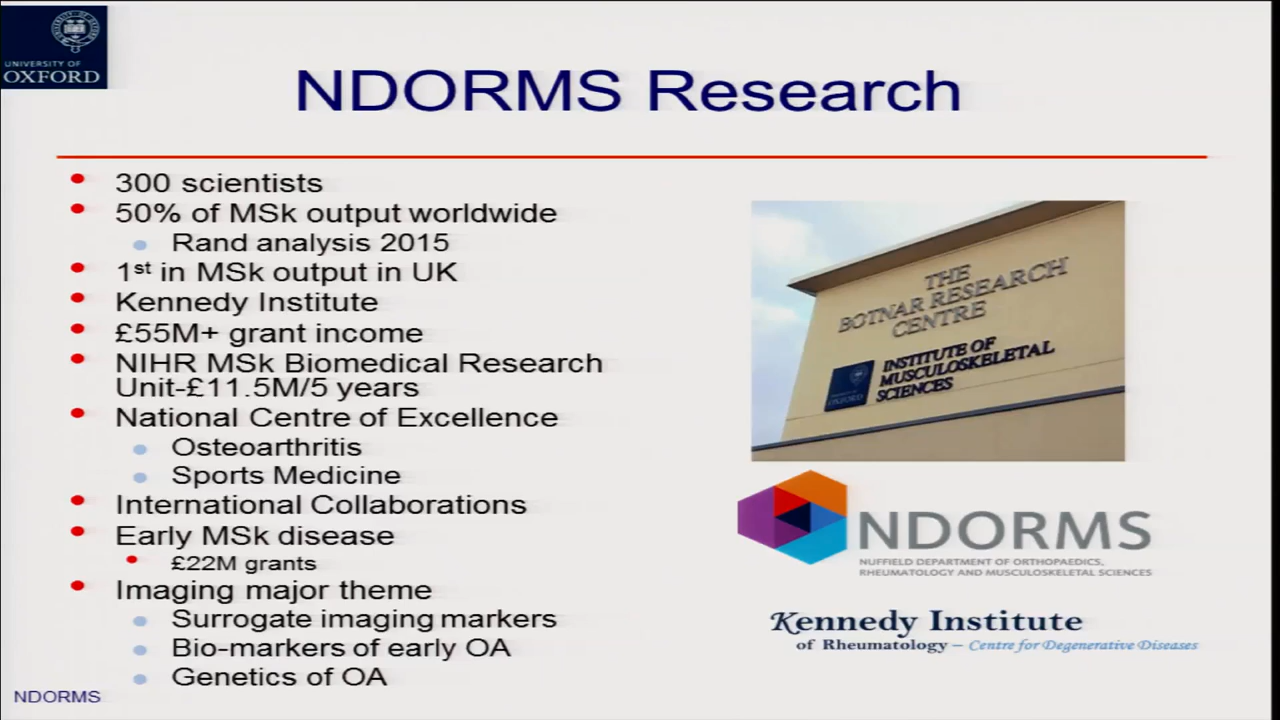 UNIVERSITY OF
OXFORD
NDORMS Research
300 scientists
50% of MSk output worldwide
Rand analysis 2015
1st in MSk output in UK
Kennedy Institute
£55M+ grant income
NIHR MSk Biomedical Research
Unit-£11.5M/5 years
National Centre of Excellence
Osteoarthritis
Sports Medicine
International Collaborations
Early MSk disease
£22M grants
Imaging major theme
Surrogate imaging markers
Bio-markers of early OA
Genetics of OA
THE
BOTNAR RESEARCH
CENTRE
INSTITUTE OF
MUSCULOSKELETAL
SCIENCES
OXFORD
NDORMS
NUFFIELD DEPARTMENT OF ORTHOPAEDICS,
RHEUMATOLOGY AND MUSCULOSKELETAL SCIENCES
Kennedy Institute
of Rheumatology – Centre for Degenerative Diseases
NDORMS